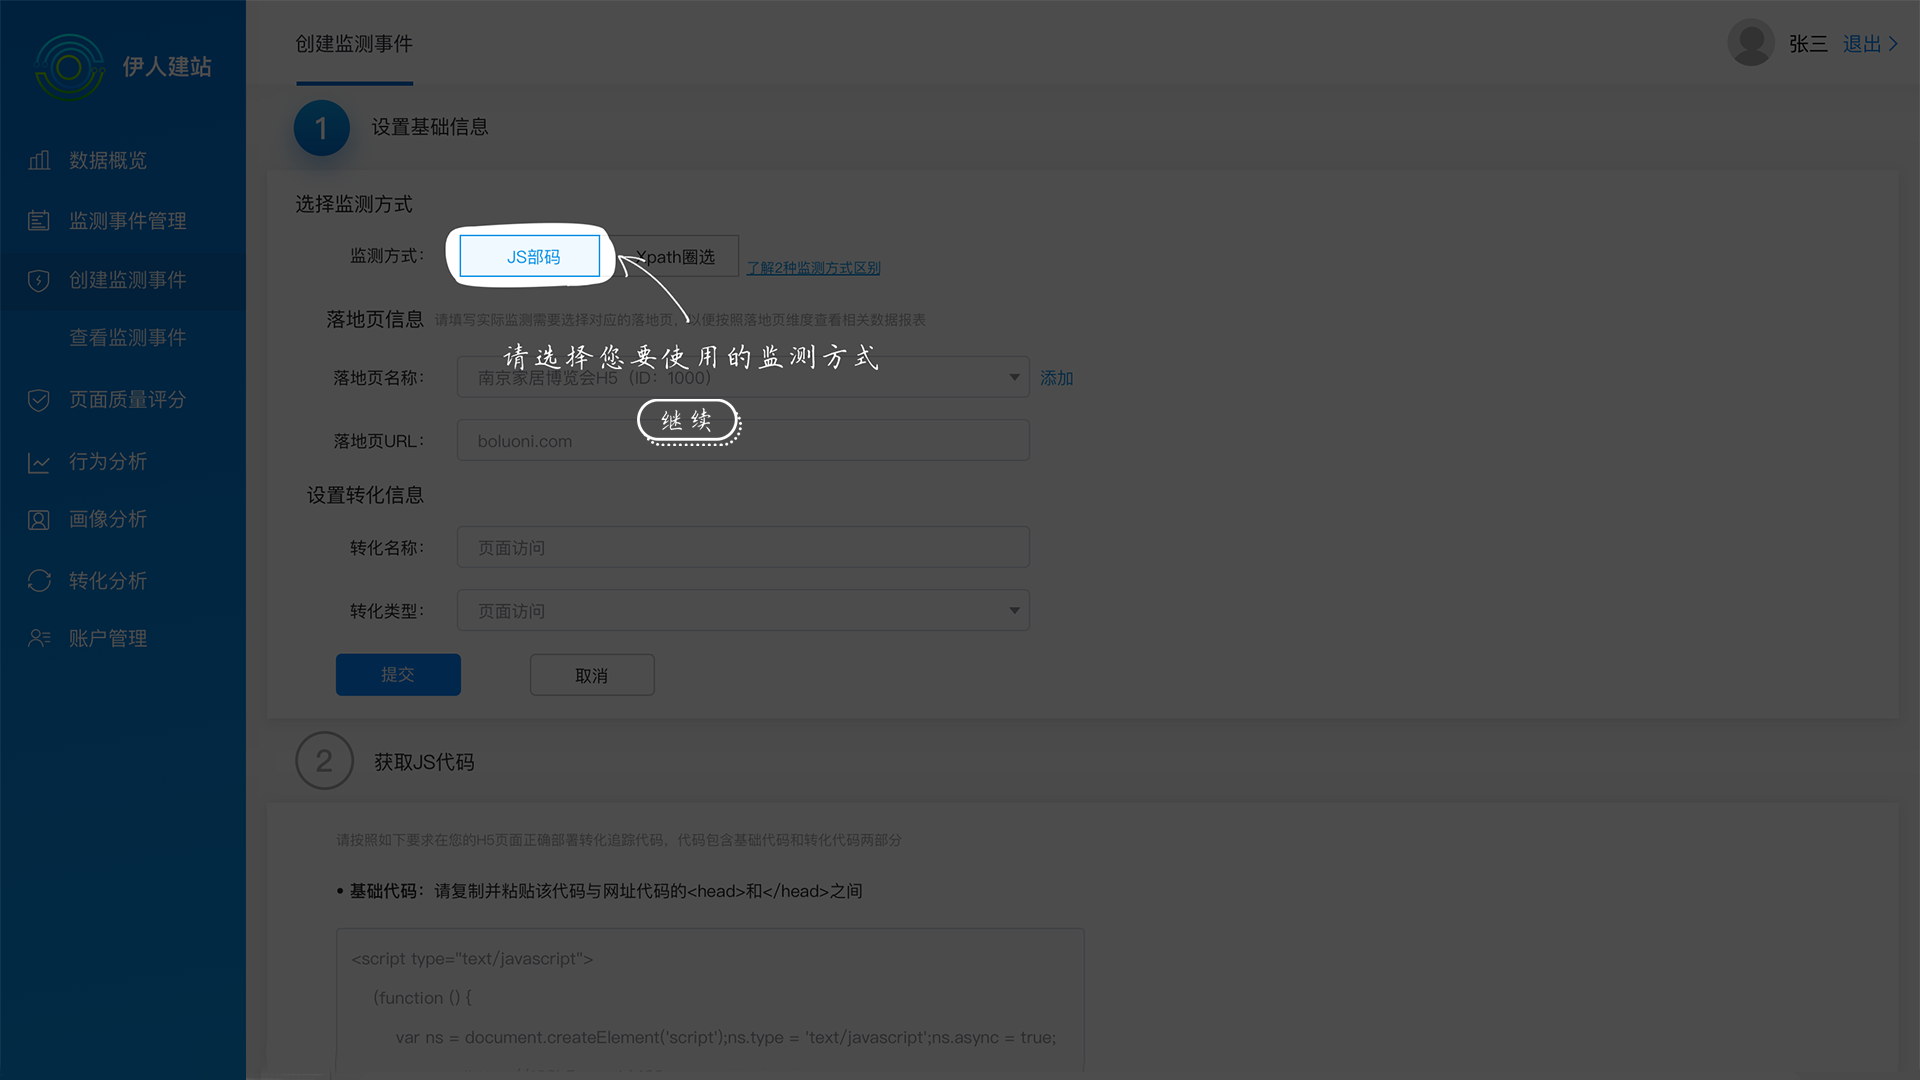 伊人建站
数据概览
监测事件管理
创建监测事件
查看监测事件
页面质量评分
行为分析
画像分析
转化分析
账户管理
创建监测事件
张三 退出
1 设置基础信息
选择监测方式
监测方式： JS部码 Xpath圈选 了解2种监测方式区别
落地页信息 请填写实际监测需要选择对应的落地页，以便按照落地页维度查看相关数据报表
请选择您要使用的监测方式
落地页名称： 南京家居博览会H5（ID：1000） 添加
继续
落地页URL： boluoni.com
设置转化信息
转化名称： 页面访问
转化类型： 页面访问
提交 取消
2 获取JS代码
请按照如下要求在您的H5页面正确部署转化追踪代码，代码包含基础代码和转化代码两部分
• 基础代码：请复制并粘贴该代码与网址代码的<head>和</head>之间
<script type="text/javascript">
(function () {
var ns = document.createElement('script');ns.type = 'text/javascript';ns.async = true;